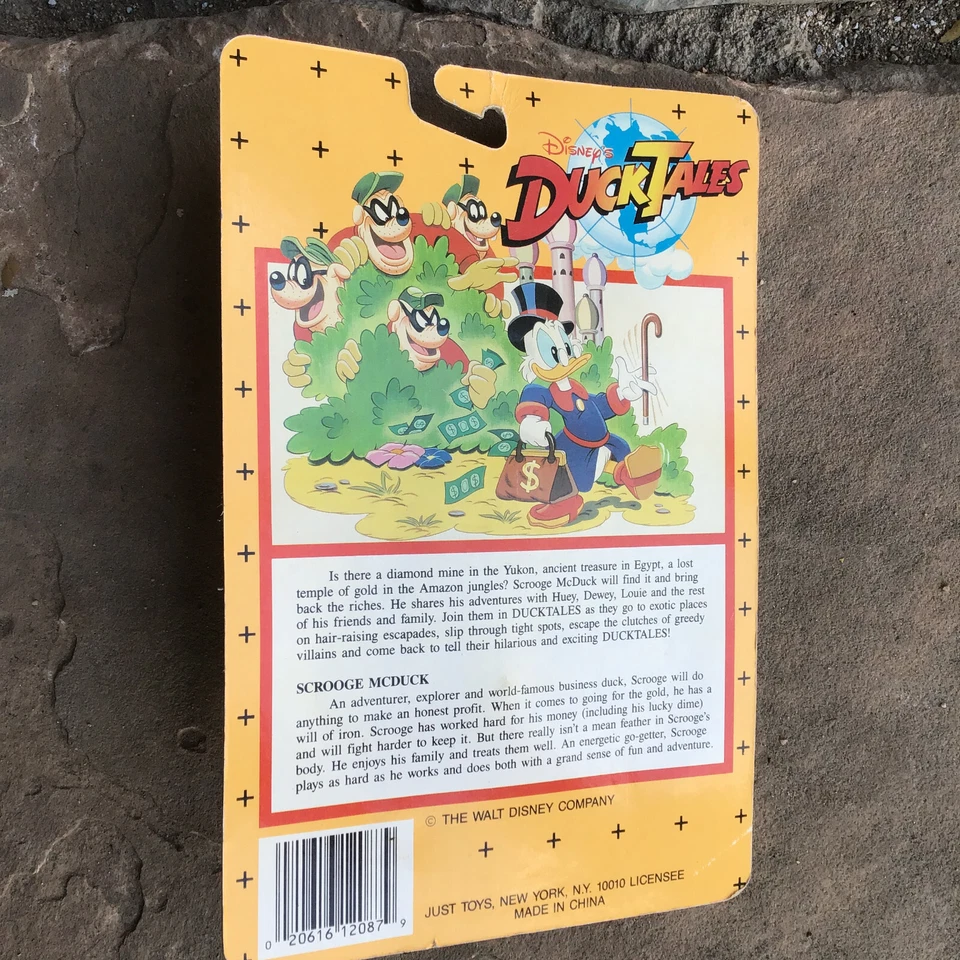 DISNEY'S
DUCKTALES
$
Is there a diamond mine in the Yukon, ancient treasure in Egypt, a lost
temple of gold in the Amazon jungles? Scrooge McDuck will find it and bring
back the riches. He shares his adventures with Huey, Dewey, Louie and the rest
of his friends and family. Join them in DUCKTALES as they go to exotic places
on hair-raising escapades, slip through tight spots, escape the clutches of greedy
villains and come back to tell their hilarious and exciting DUCKTALES!
SCROOGE MCDUCK
An adventurer, explorer and world-famous business duck, Scrooge will do
anything to make an honest profit. When it comes to going for the gold, he has a
will of iron. Scrooge has worked hard for his money (including his lucky dime)
and will fight harder to keep it. But there really isn't a mean feather in Scrooge's
body. He enjoys his family and treats them well. An energetic go-getter, Scrooge
plays as hard as he works and does both with a grand sense of fun and adventure.
© THE WALT DISNEY COMPANY
JUST TOYS, NEW YORK, N.Y. 10010 LICENSEE
MADE IN CHINA
0 20616 12087 9